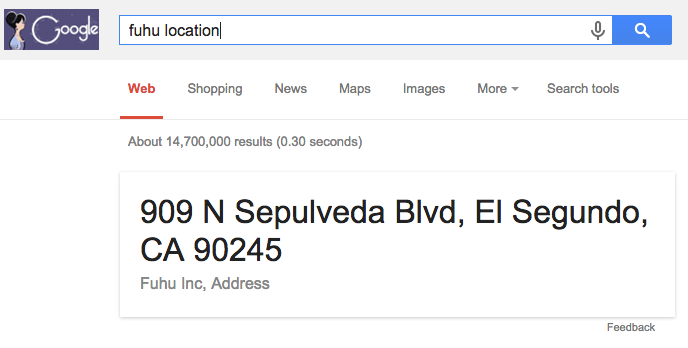 Google
fuhu location
Web Shopping News Maps Images More Search tools
About 14,700,000 results (0.30 seconds)
909 N Sepulveda Blvd, El Segundo,
CA 90245
Fuhu Inc, Address
Feedback